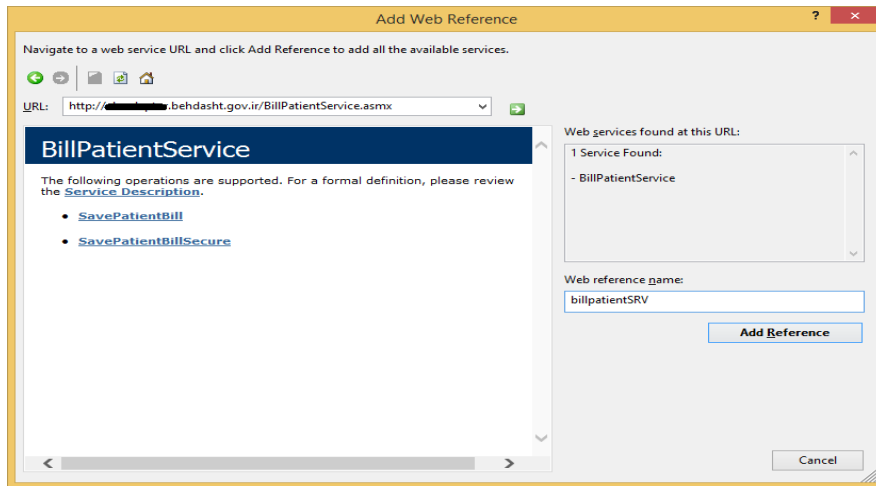 Add Web Reference
Navigate to a web service URL and click Add Reference to add all the available services.
URL: http://.behdasht.gov.ir/BillPatientService.asmx
BillPatientService
The following operations are supported. For a formal definition, please review
the Service Description.
• SavePatientBill
• SavePatientBillSecure
Web services found at this URL:
1 Service Found:
- BillPatientService
Web reference name:
billpatientSRV
Add Reference
Cancel